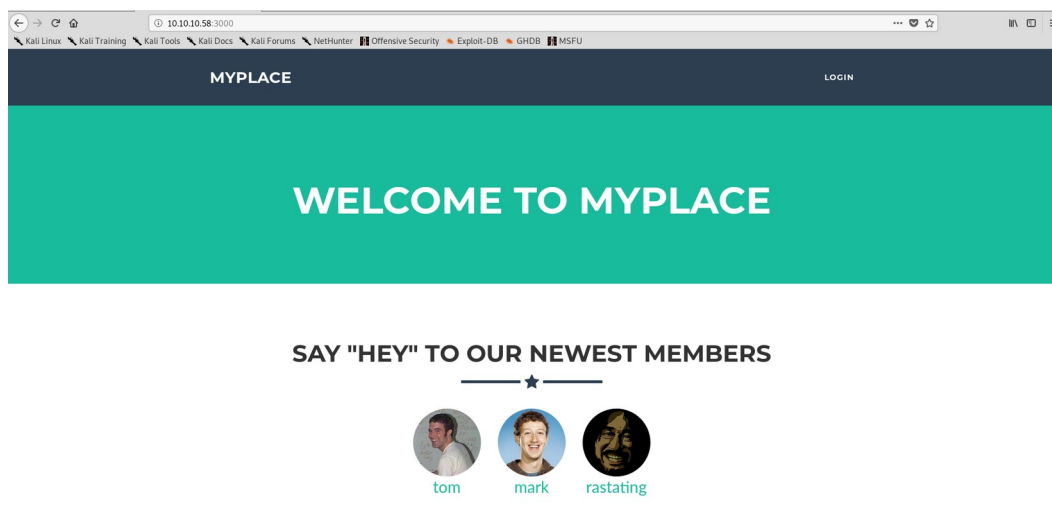 10.10.10.58:3000
Kali Linux Kali Training Kali Tools Kali Docs Kali Forums NetHunter Offensive Security Exploit-DB GHDB MSFU
MYPLACE LOGIN
WELCOME TO MYPLACE
SAY "HEY" TO OUR NEWEST MEMBERS
tom mark rastating